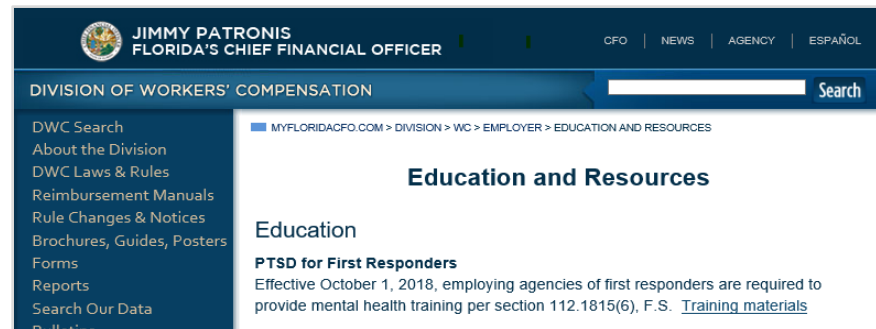 JIMMY PATRONIS
FLORIDA'S CHIEF FINANCIAL OFFICER
CFO | NEWS | AGENCY | ESPAÑOL
DIVISION OF WORKERS' COMPENSATION
Search
DWC Search
About the Division
DWC Laws & Rules
Reimbursement Manuals
Rule Changes & Notices
Brochures, Guides, Posters
Forms
Reports
Search Our Data
MYFLORIDACFO.COM > DIVISION > WC > EMPLOYER > EDUCATION AND RESOURCES
Education and Resources
Education
PTSD for First Responders
Effective October 1, 2018, employing agencies of first responders are required to
provide mental health training per section 112.1815(6), F.S. Training materials